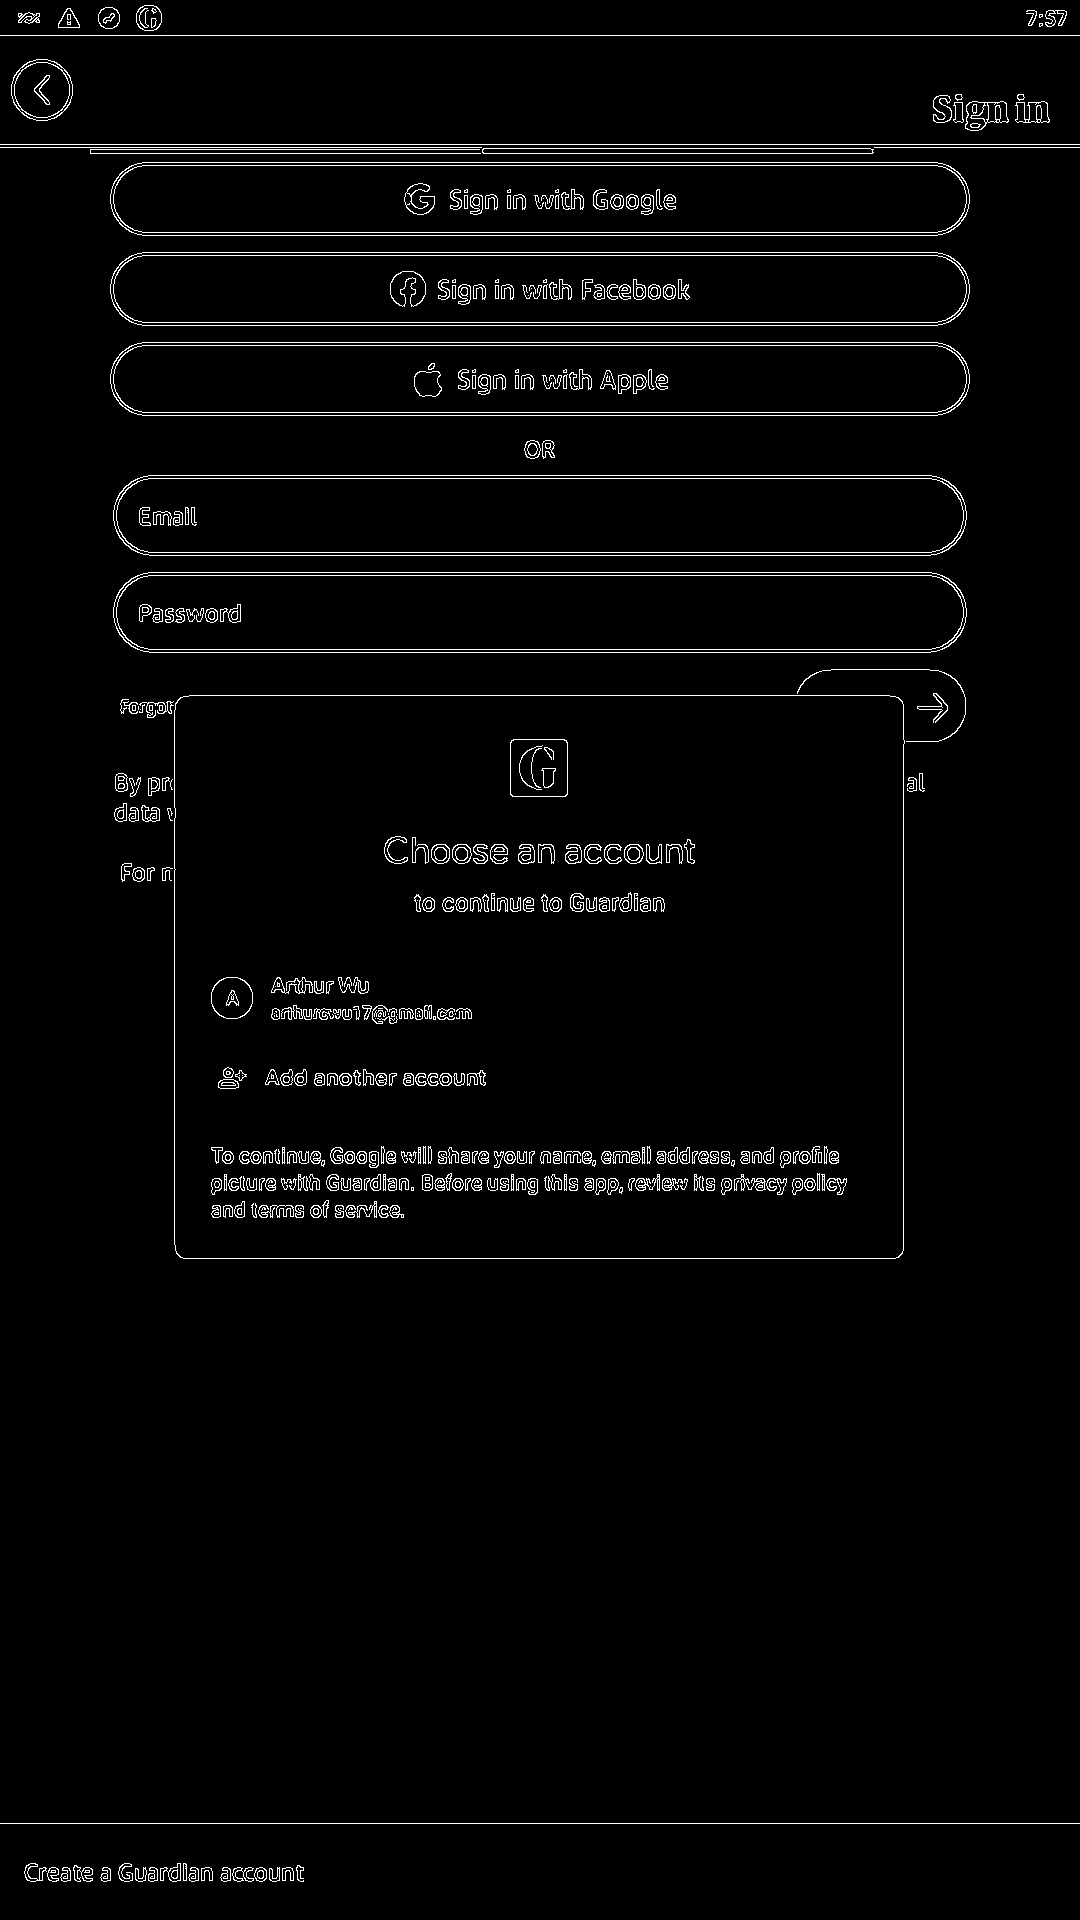 7:57
Sign in
Sign in with Google
Sign in with Facebook
Sign in with Apple
OR
Email
Password
Forgot
By pr
al
data
For
G
Choose an account
to continue to Guardian
A
Arthur Wu
arthurcwu17@gmail.com
Add another account
To continue, Google will share your name, email address, and profile
picture with Guardian. Before using this app, review its privacy policy
and terms of service.
Create a Guardian account